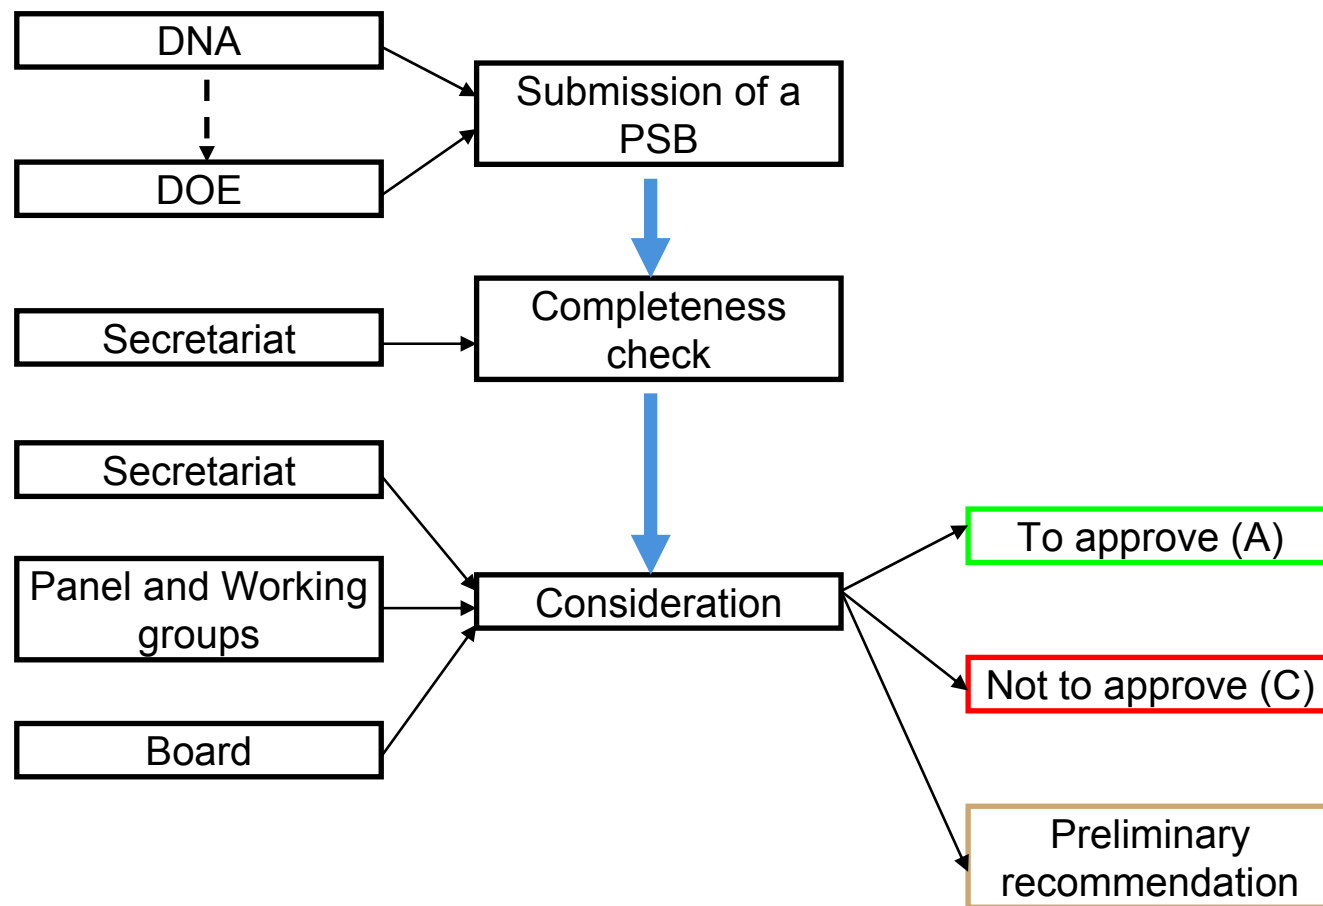 DNA
Submission of a
PSB
DOE
Completeness
check
Secretariat
Secretariat
To approve (A)
Panel and Working
groups
Consideration
Not to approve (C)
Board
Preliminary
recommendation